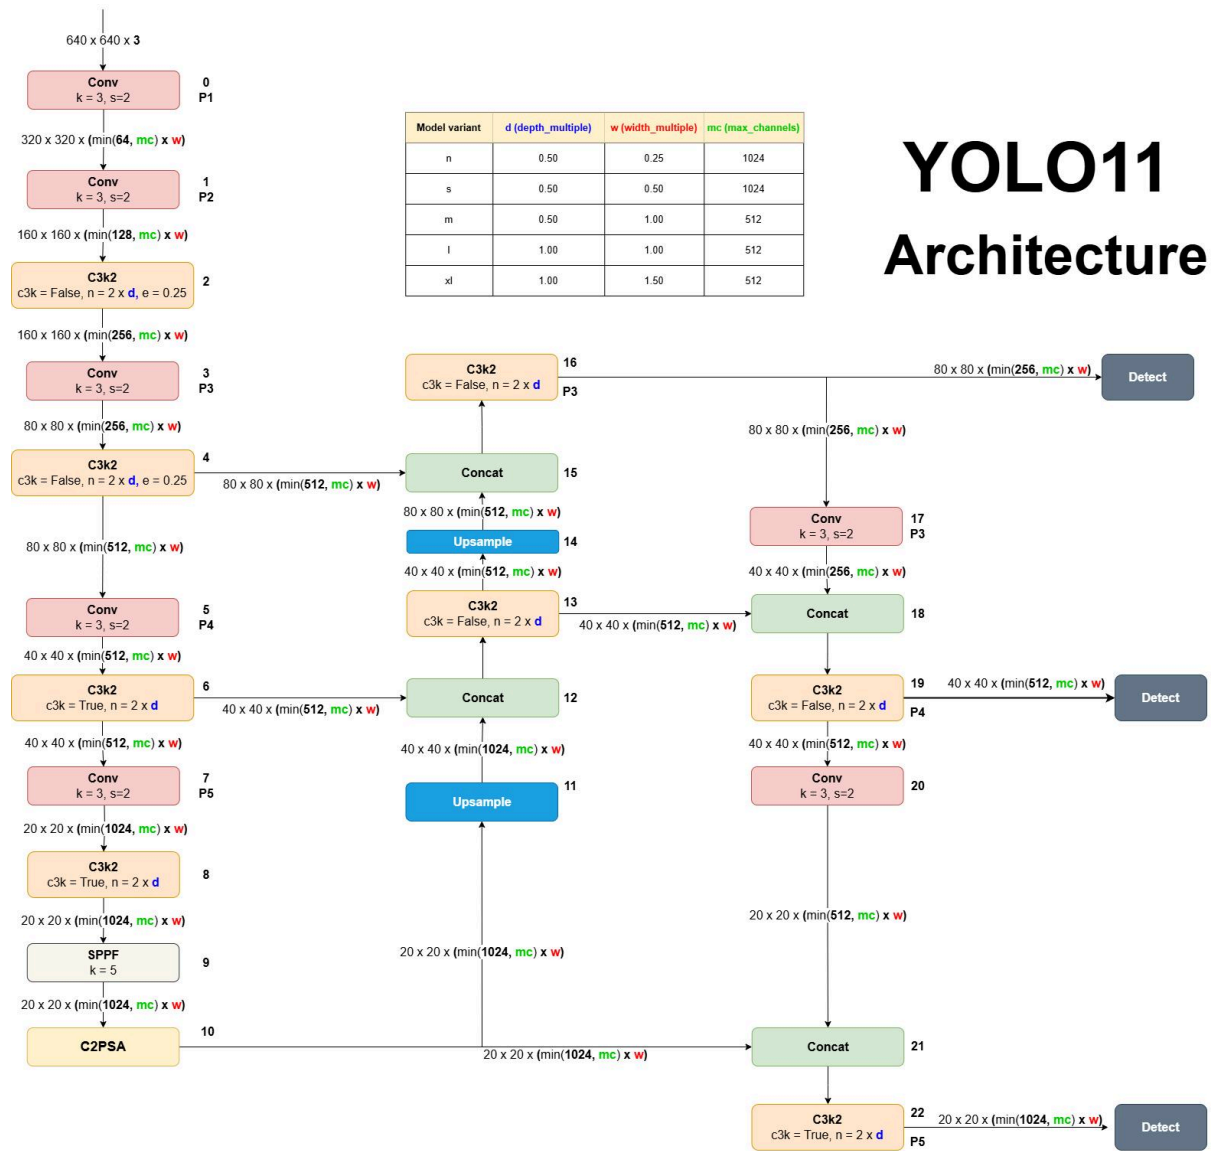 640 x 640 x 3
Conv
k = 3, s=2
0
P1
320 x 320 x (min(64, mc) x w)
Conv
k = 3, s=2
1
P2
160 x 160 x (min(128, mc) x w)
C3k2
c3k = False, n = 2 x d, e = 0.25
2
160 x 160 x (min(256, mc) x w)
Conv
k = 3, s=2
3
P3
80 x 80 x (min(256, mc) x w)
C3k2
c3k = False, n = 2 x d, e = 0.25
4
80 x 80 x (min(512, mc) x w)
80 x 80 x (min(512, mc) x w)
Conv
k = 3, s=2
5
P4
40 x 40 x (min(512, mc) x w)
C3k2
c3k = True, n = 2 x d
6
40 x 40 x (min(512, mc) x w)
40 x 40 x (min(512, mc) x w)
Conv
k = 3, s=2
7
P5
20 x 20 x (min(1024, mc) x w)
C3k2
c3k = True, n = 2 x d
8
20 x 20 x (min(1024, mc) x w)
SPPF
k = 5
9
20 x 20 x (min(1024, mc) x w)
C2PSA
10
Model variant d (depth_multiple) w (width_multiple) mc (max_channels)
n 0.50 0.25 1024
s 0.50 0.50 1024
m 0.50 1.00 512
l 1.00 1.00 512
xl 1.00 1.50 512
YOLO11
Architecture
C3k2
c3k = False, n = 2 x d
16
P3
Concat
15
80 x 80 x (min(512, mc) x w)
Upsample
14
40 x 40 x (min(512, mc) x w)
C3k2
c3k = False, n = 2 x d
13
40 x 40 x (min(512, mc) x w)
Concat
12
40 x 40 x (min(1024, mc) x w)
Upsample
11
20 x 20 x (min(1024, mc) x w)
20 x 20 x (min(1024, mc) x w)
80 x 80 x (min(256, mc) x w)
Detect
80 x 80 x (min(256, mc) x w)
Conv
k = 3, s=2
17
P3
40 x 40 x (min(256, mc) x w)
Concat
18
C3k2
c3k = False, n = 2 x d
19
P4
40 x 40 x (min(512, mc) x w)
Detect
40 x 40 x (min(512, mc) x w)
Conv
k = 3, s=2
20
20 x 20 x (min(512, mc) x w)
Concat
21
C3k2
c3k = True, n = 2 x d
22
P5
20 x 20 x (min(1024, mc) x w)
Detect